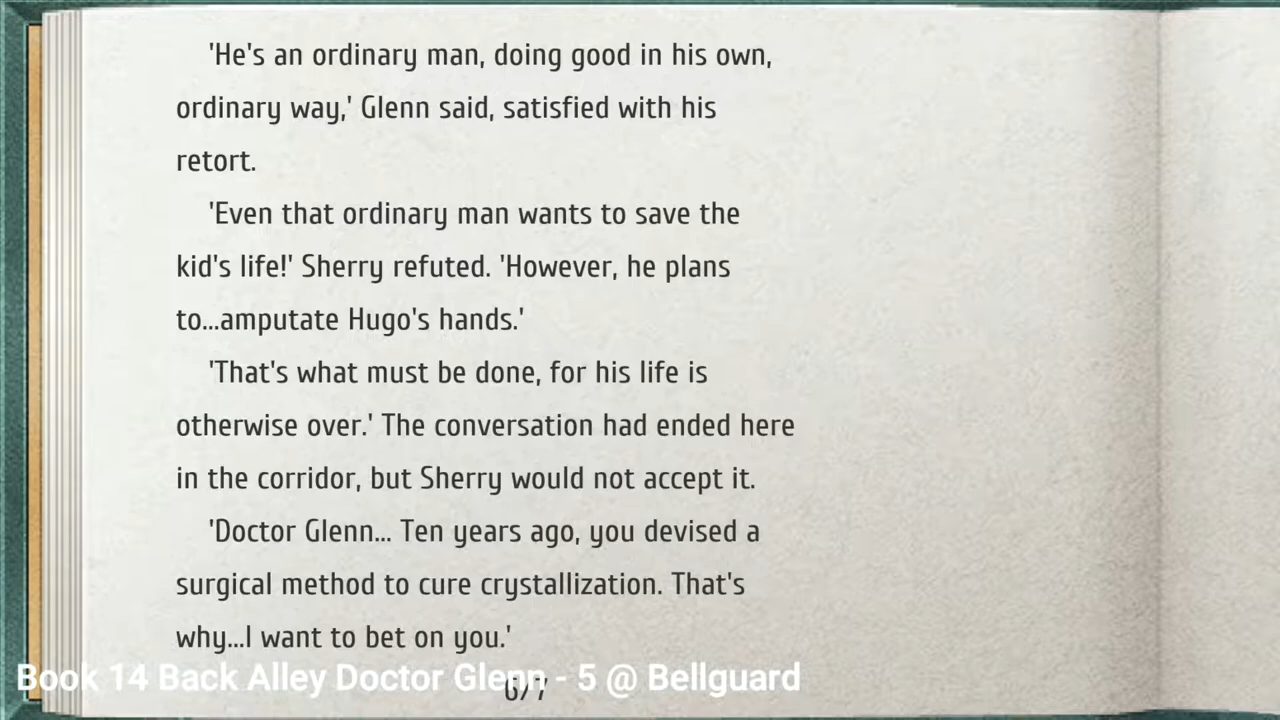 'He's an ordinary man, doing good in his own,
ordinary way,' Glenn said, satisfied with his
retort.
'Even that ordinary man wants to save the
kid's life!' Sherry refuted. 'However, he plans
to...amputate Hugo's hands.'
'That's what must be done, for his life is
otherwise over.' The conversation had ended here
in the corridor, but Sherry would not accept it.
'Doctor Glenn... Ten years ago, you devised a
surgical method to cure crystallization. That's
why...I want to bet on you.'
Book 14 Back Alley Doctor Glenn - 5 @ Bellguard
6/7